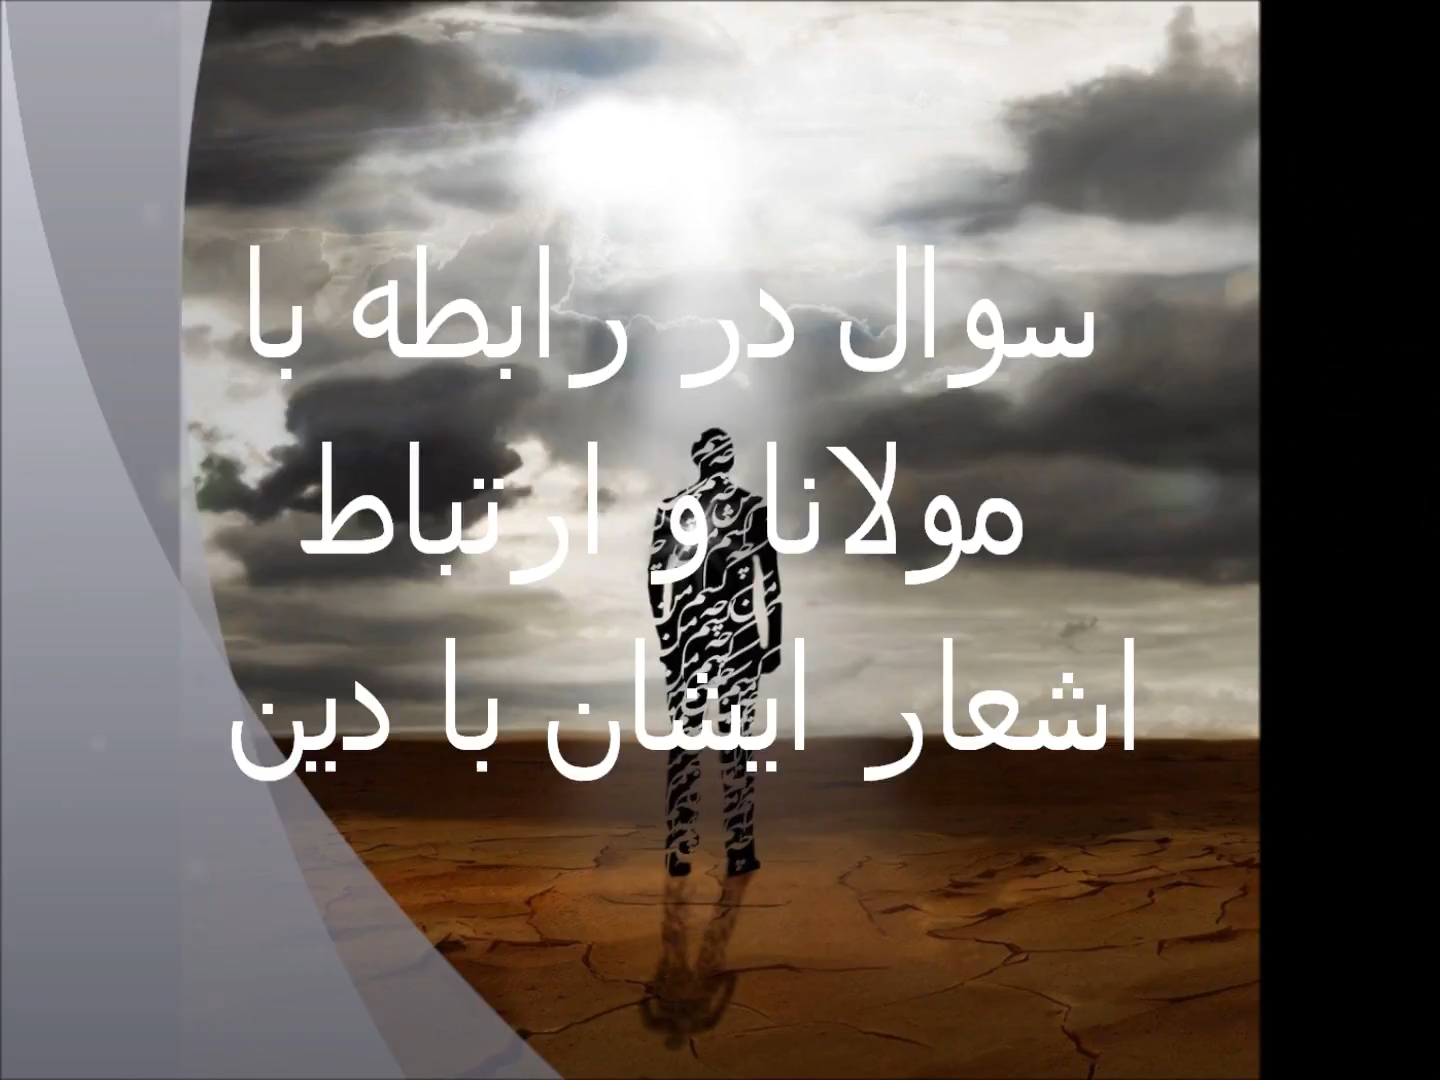 سوال در رابطه با
مولانا و ارتباط
اشعار ایشان با دین